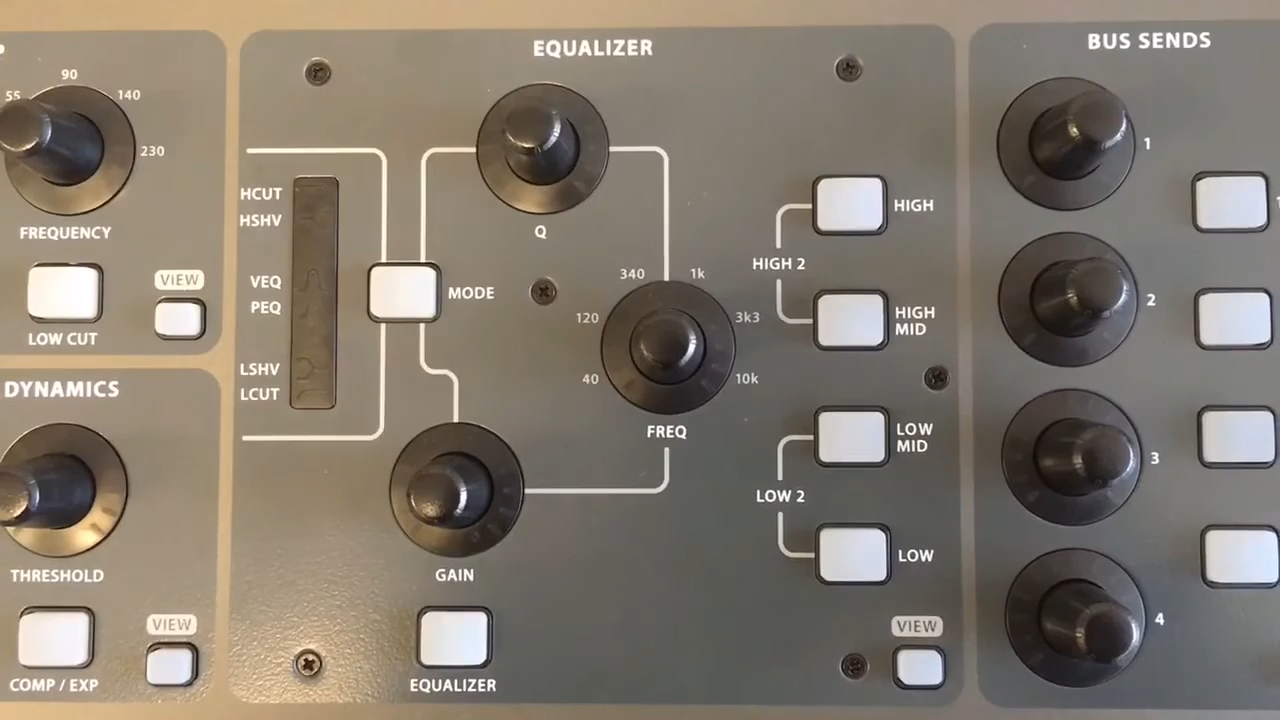 90
55
140
230
FREQUENCY
LOW CUT
VIEW
DYNAMICS
THRESHOLD
COMP / EXP
VIEW
EQUALIZER
HCUT
HSHV
VEQ
PEQ
LSHV
LCUT
MODE
Q
340
1k
120
3k3
40
10k
FREQ
GAIN
EQUALIZER
HIGH
HIGH 2
HIGH
MID
LOW
MID
LOW 2
LOW
VIEW
BUS SENDS
1
2
3
4